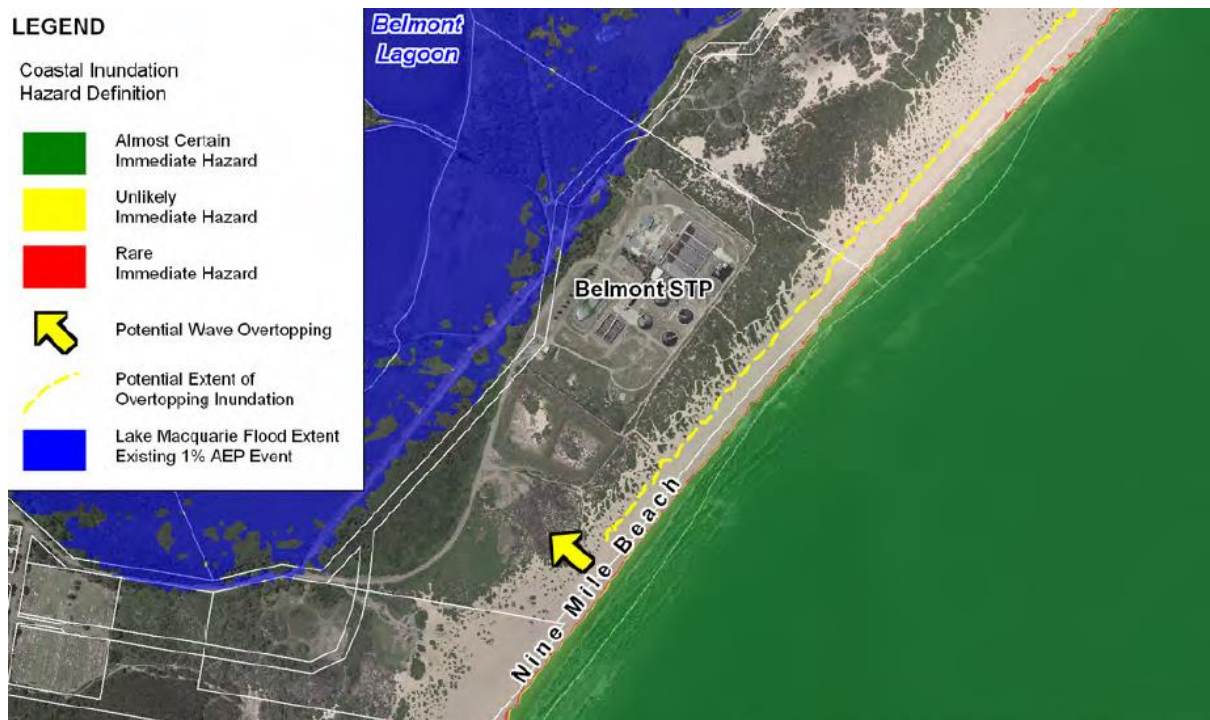 LEGEND
Coastal Inundation
Hazard Definition
Almost Certain
Immediate Hazard
Unlikely
Immediate Hazard
Rare
Immediate Hazard
Potential Wave Overtopping
Potential Extent of
Overtopping Inundation
Lake Macquarie Flood Extent
Existing 1% AEP Event
Belmont
Lagoon
Belmont STP
Nine Mile Beach